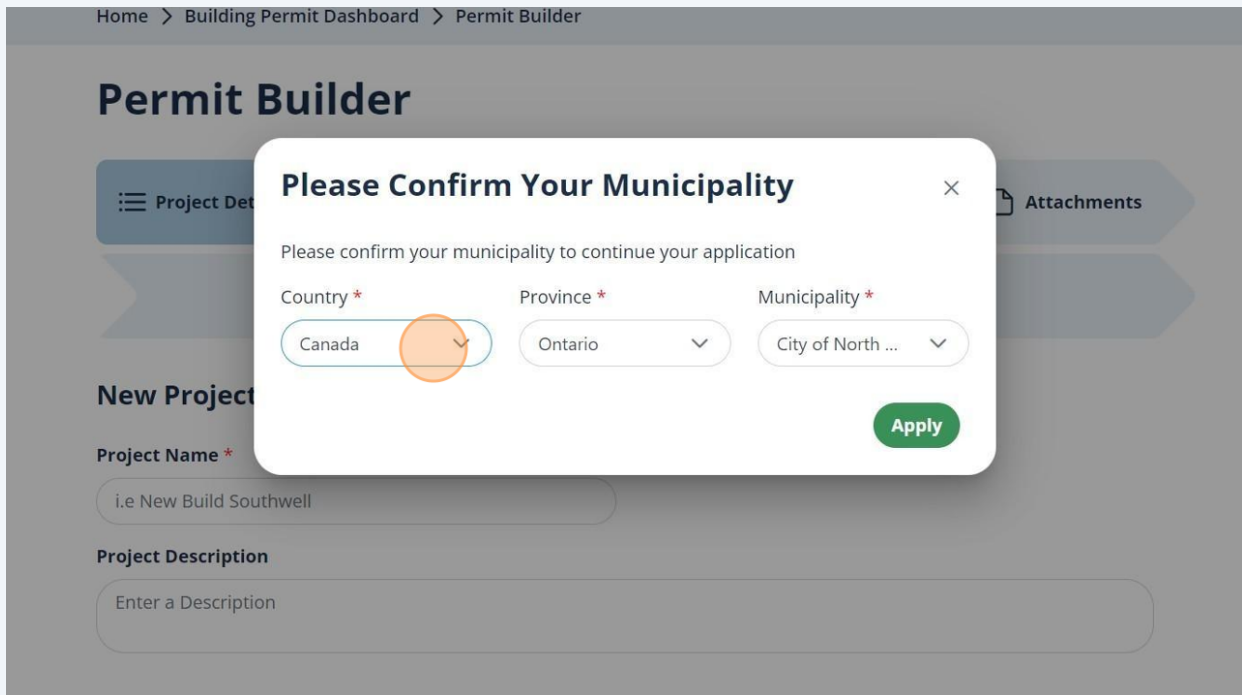 Home > Building Permit Dashboard > Permit Builder
Permit Builder
Project Det
Attachments
Please Confirm Your Municipality
Please confirm your municipality to continue your application
Country * Province * Municipality *
Canada Ontario City of North ...
Apply
New Project
Project Name *
i.e New Build Southwell
Project Description
Enter a Description